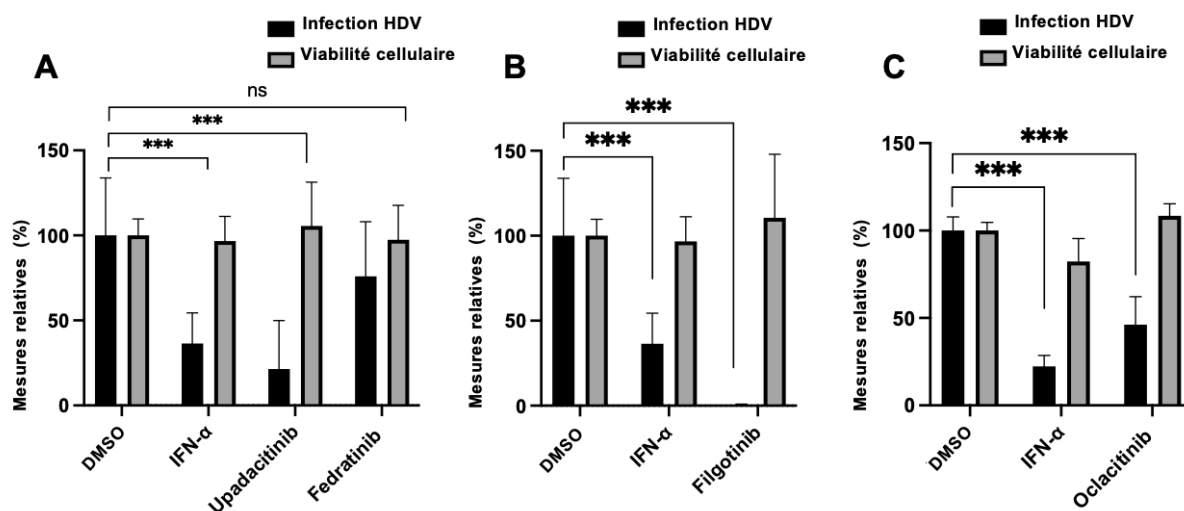 Infection HDV
Viabilité cellulaire
A
ns
***
***
Mesures relatives (%)
150
100
50
0
DMSO
IFN-α
Upadacitinib
Fedratinib
Infection HDV
Viabilité cellulaire
B
***
***
Mesures relatives (%)
150
100
50
0
DMSO
IFN-α
Filgotinib
Infection HDV
Viabilité cellulaire
C
***
***
Mesures relatives (%)
150
100
50
0
DMSO
IFN-α
Oclacitinib